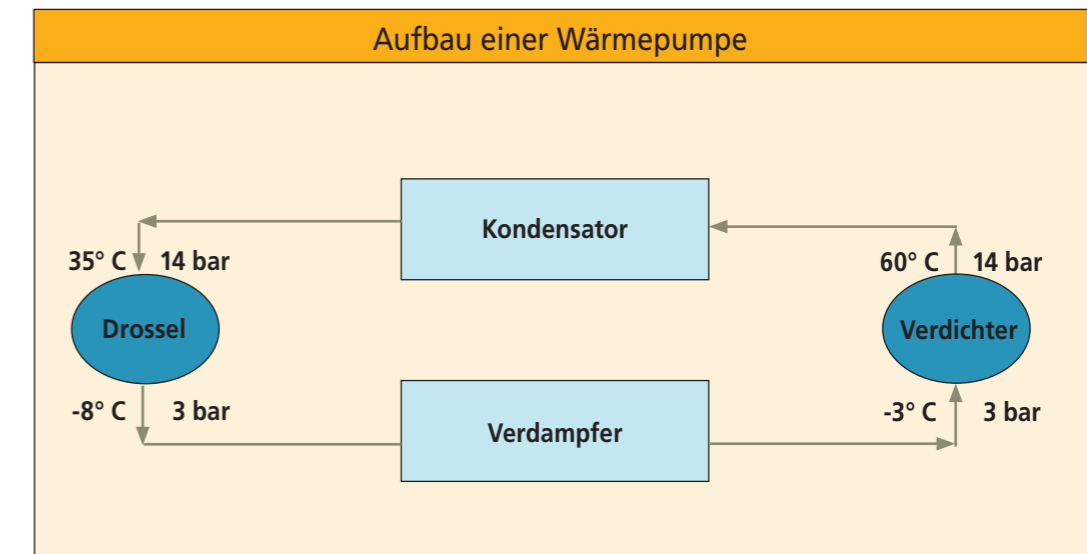 Aufbau einer Wärmepumpe
Kondensator
35° C 14 bar
60° C 14 bar
Drossel
Verdichter
-8° C 3 bar
Verdampfer
-3° C 3 bar